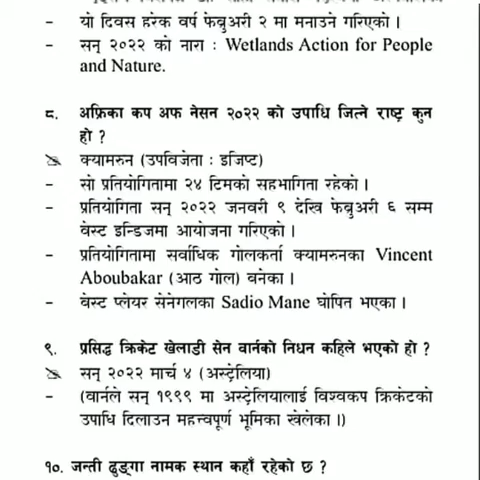 - यो दिवस हरेक वर्ष फेब्रुअरी २ मा मनाउने गरिएको ।
- सन् २०२२ को नारा : Wetlands Action for People
and Nature.
८. अफ्रिका कप अफ नेसन २०२२ को उपाधि जित्ने राष्ट्र कुन
हो ?
क्यामरुन (उपविजेता : इजिप्ट)
- सो प्रतियोगितामा २४ टिमको सहभागिता रहेको ।
- प्रतियोगिता सन् २०२२ जनवरी ९ देखि फेब्रुअरी ६ सम्म
वेस्ट इन्डिजमा आयोजना गरिएको ।
- प्रतियोगितामा सर्वाधिक गोलकर्ता क्यामरुनका Vincent
Aboubakar (आठ गोल) बनेका ।
- वेस्ट प्लेयर सेनेगलका Sadio Mane घोषित भएका ।
९. प्रसिद्ध क्रिकेट खेलाडी सेन वार्नको निधन कहिले भएको हो ?
सन् २०२२ मार्च ४ (अस्ट्रेलिया)
- (वार्नले सन् १९९९ मा अस्ट्रेलियालाई विश्वकप क्रिकेटको
उपाधि दिलाउन महत्त्वपूर्ण भूमिका खेलेका ।)
१०. जन्ती ढुङ्गा नामक स्थान कहाँ रहेको छ ?